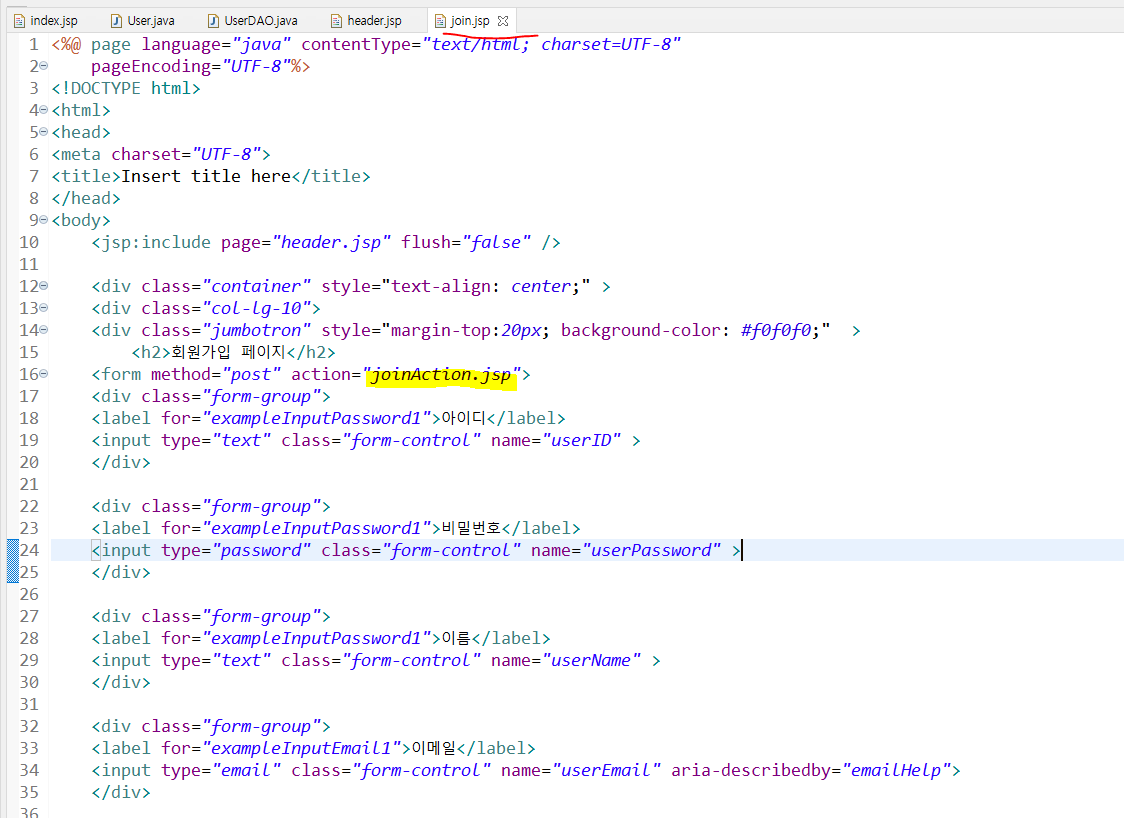 index.jsp User.java UserDAO.java header.jsp join.jsp
1 <%@ page language="java" contentType="text/html; charset=UTF-8"
2     pageEncoding="UTF-8"%>
3 <!DOCTYPE html>
4 <html>
5 <head>
6 <meta charset="UTF-8">
7 <title>Insert title here</title>
8 </head>
9 <body>
10     <jsp:include page="header.jsp" flush="false" />
11
12     <div class="container" style="text-align: center;" >
13     <div class="col-lg-10">
14     <div class="jumbotron" style="margin-top:20px; background-color: #f0f0f0;"  >
15         <h2>회원가입 페이지</h2>
16     <form method="post" action="joinAction.jsp">
17     <div class="form-group">
18     <label for="exampleInputPassword1">아이디</label>
19     <input type="text" class="form-control" name="userID" >
20     </div>
21
22     <div class="form-group">
23     <label for="exampleInputPassword1">비밀번호</label>
24     <input type="password" class="form-control" name="userPassword" >
25     </div>
26
27     <div class="form-group">
28     <label for="exampleInputPassword1">이름</label>
29     <input type="text" class="form-control" name="userName" >
30     </div>
31
32     <div class="form-group">
33     <label for="exampleInputEmail1">이메일</label>
34     <input type="email" class="form-control" name="userEmail" aria-describedby="emailHelp">
35     </div>
36